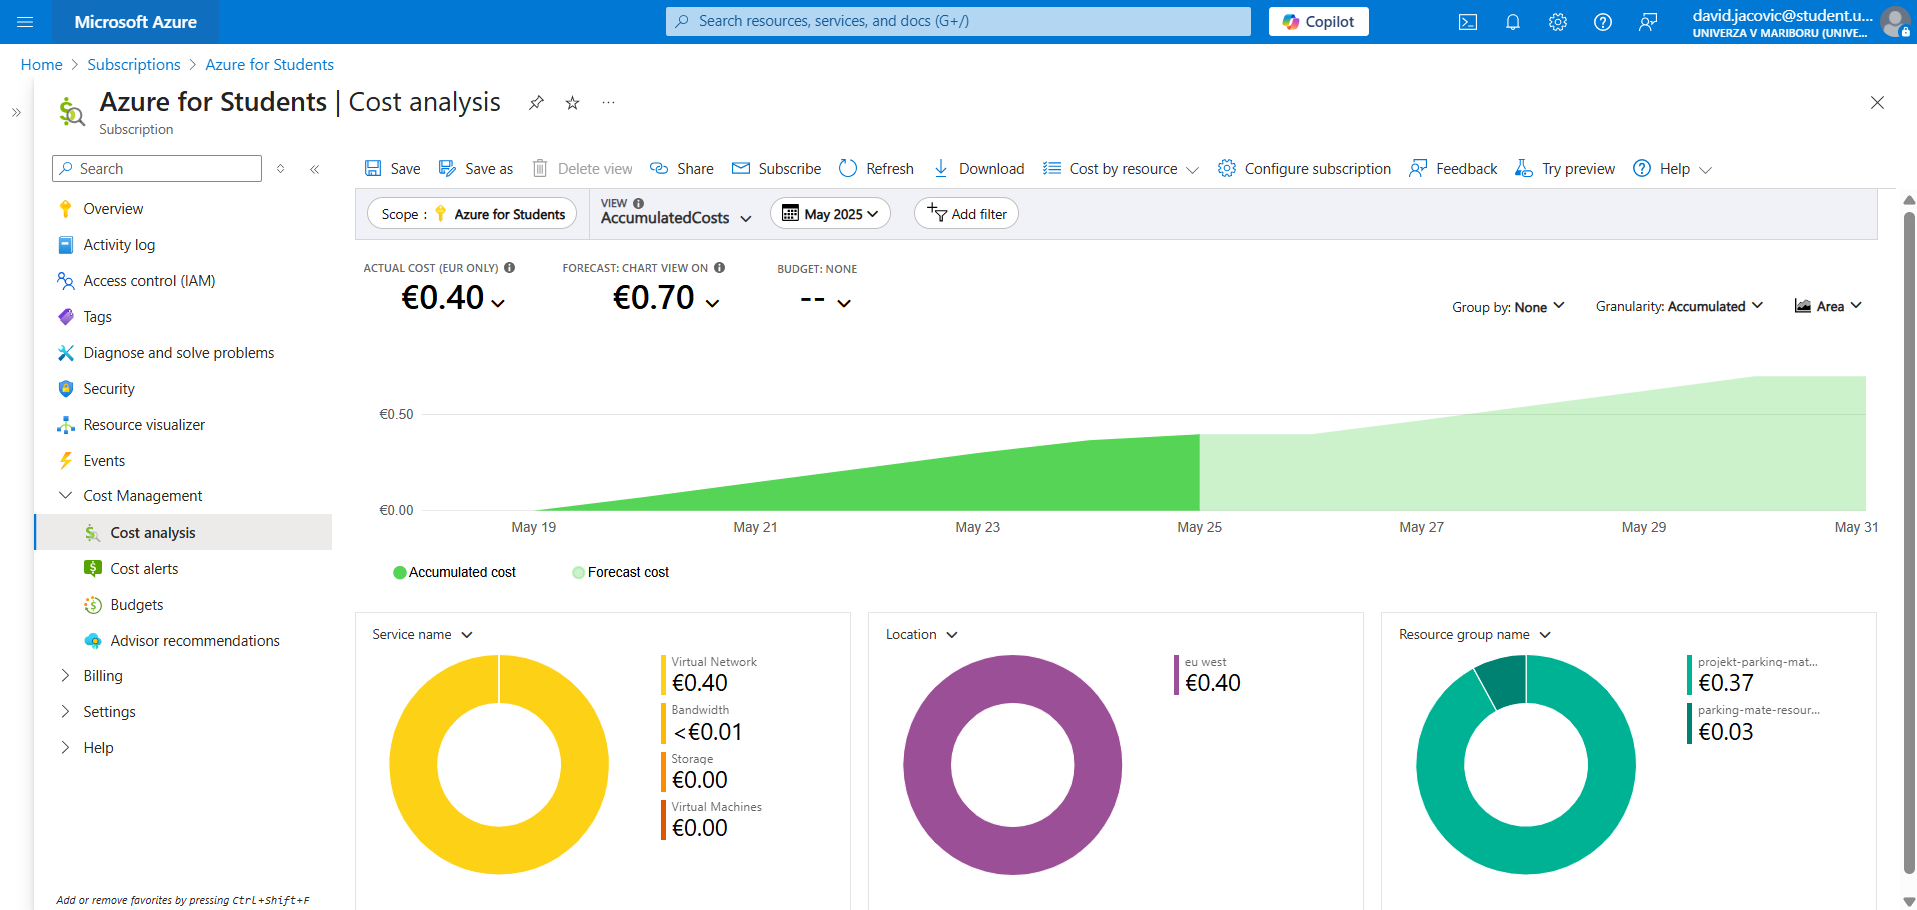 Microsoft Azure
Search resources, services, and docs (G+/)
Copilot
david.jacovic@student.u...
UNIVERZA V MARIBORU (UNIVE...
Home > Subscriptions > Azure for Students
Azure for Students | Cost analysis
Subscription
Search
Overview
Activity log
Access control (IAM)
Tags
Diagnose and solve problems
Security
Resource visualizer
Events
Cost Management
Cost analysis
Cost alerts
Budgets
Advisor recommendations
Billing
Settings
Help
Add or remove favorites by pressing Ctrl+Shift+F
Save
Save as
Delete view
Share
Subscribe
Refresh
Download
Cost by resource
Configure subscription
Feedback
Try preview
Help
Scope : Azure for Students
VIEW
AccumulatedCosts
May 2025
Add filter
ACTUAL COST (EUR ONLY)
€0.40
FORECAST: CHART VIEW ON
€0.70
BUDGET: NONE
--
Group by: None
Granularity: Accumulated
Area
€0.50
€0.00
May 19
May 21
May 23
May 25
May 27
May 29
May 31
Accumulated cost
Forecast cost
Service name
Virtual Network
€0.40
Bandwidth
<€0.01
Storage
€0.00
Virtual Machines
€0.00
Location
eu west
€0.40
Resource group name
projekt-parking-mat...
€0.37
parking-mate-resour...
€0.03